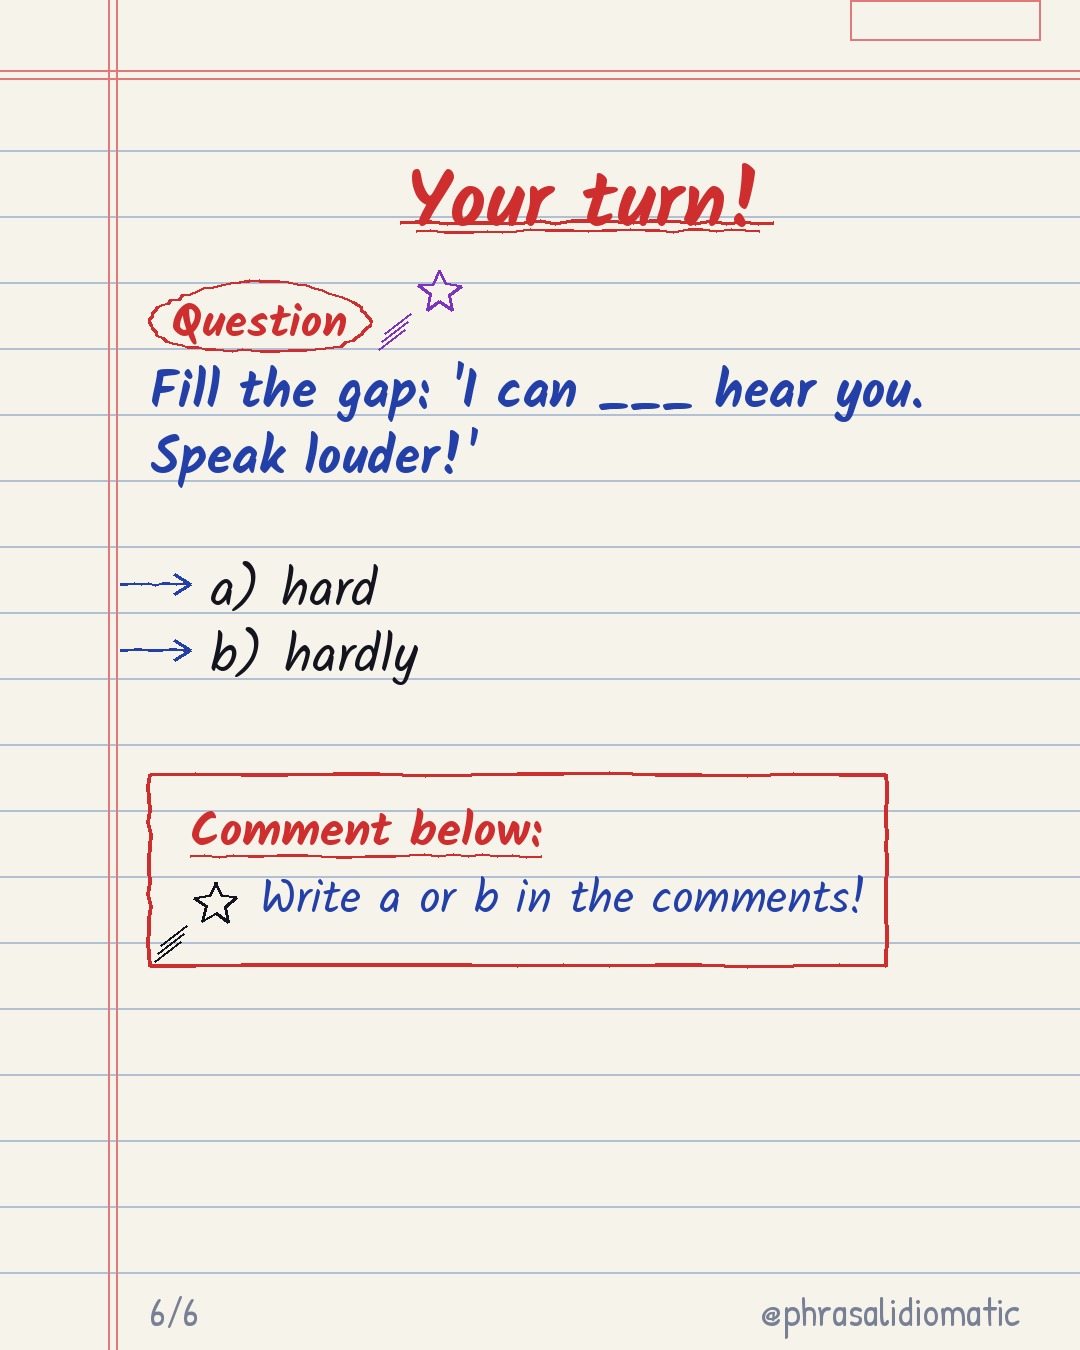 Your turn!
Question
Fill the gap: 'I can ___ hear you.
Speak louder!'
a) hard
b) hardly
Comment below:
Write a or b in the comments!
6/6
@phrasalidiomatic